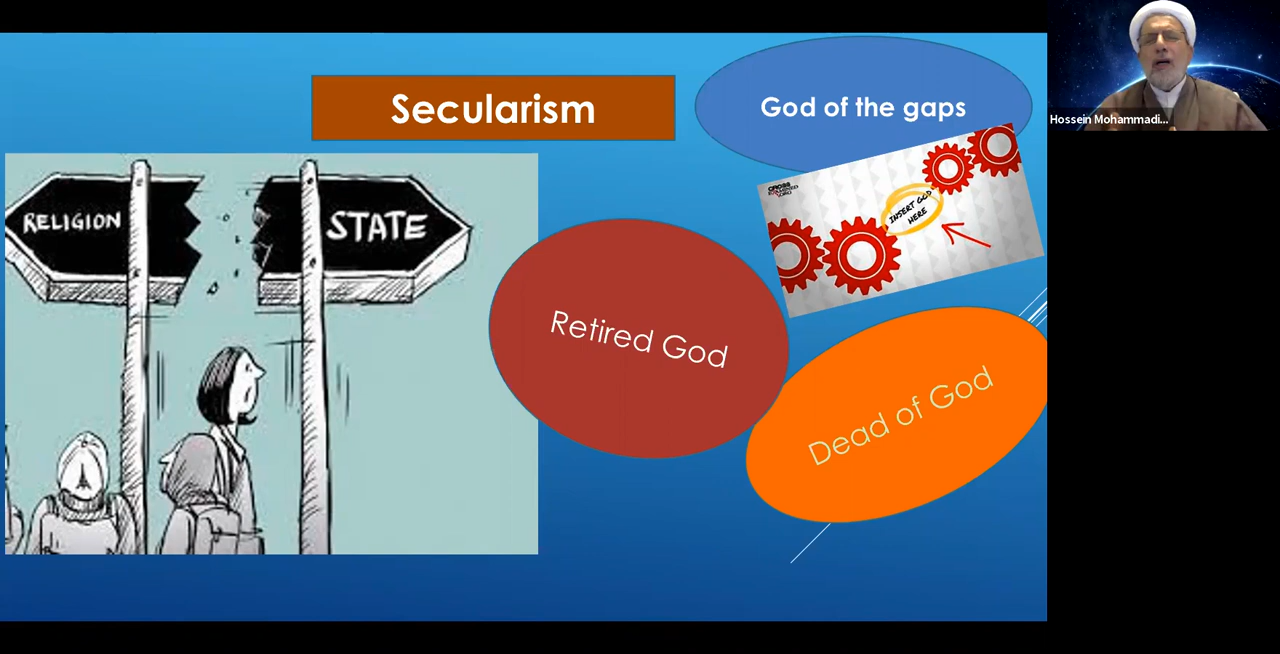 Secularism
God of the gaps
Hossein Mohammadi...
RELIGION
STATE
INSERT GOD
HERE
Retired God
Dead of God